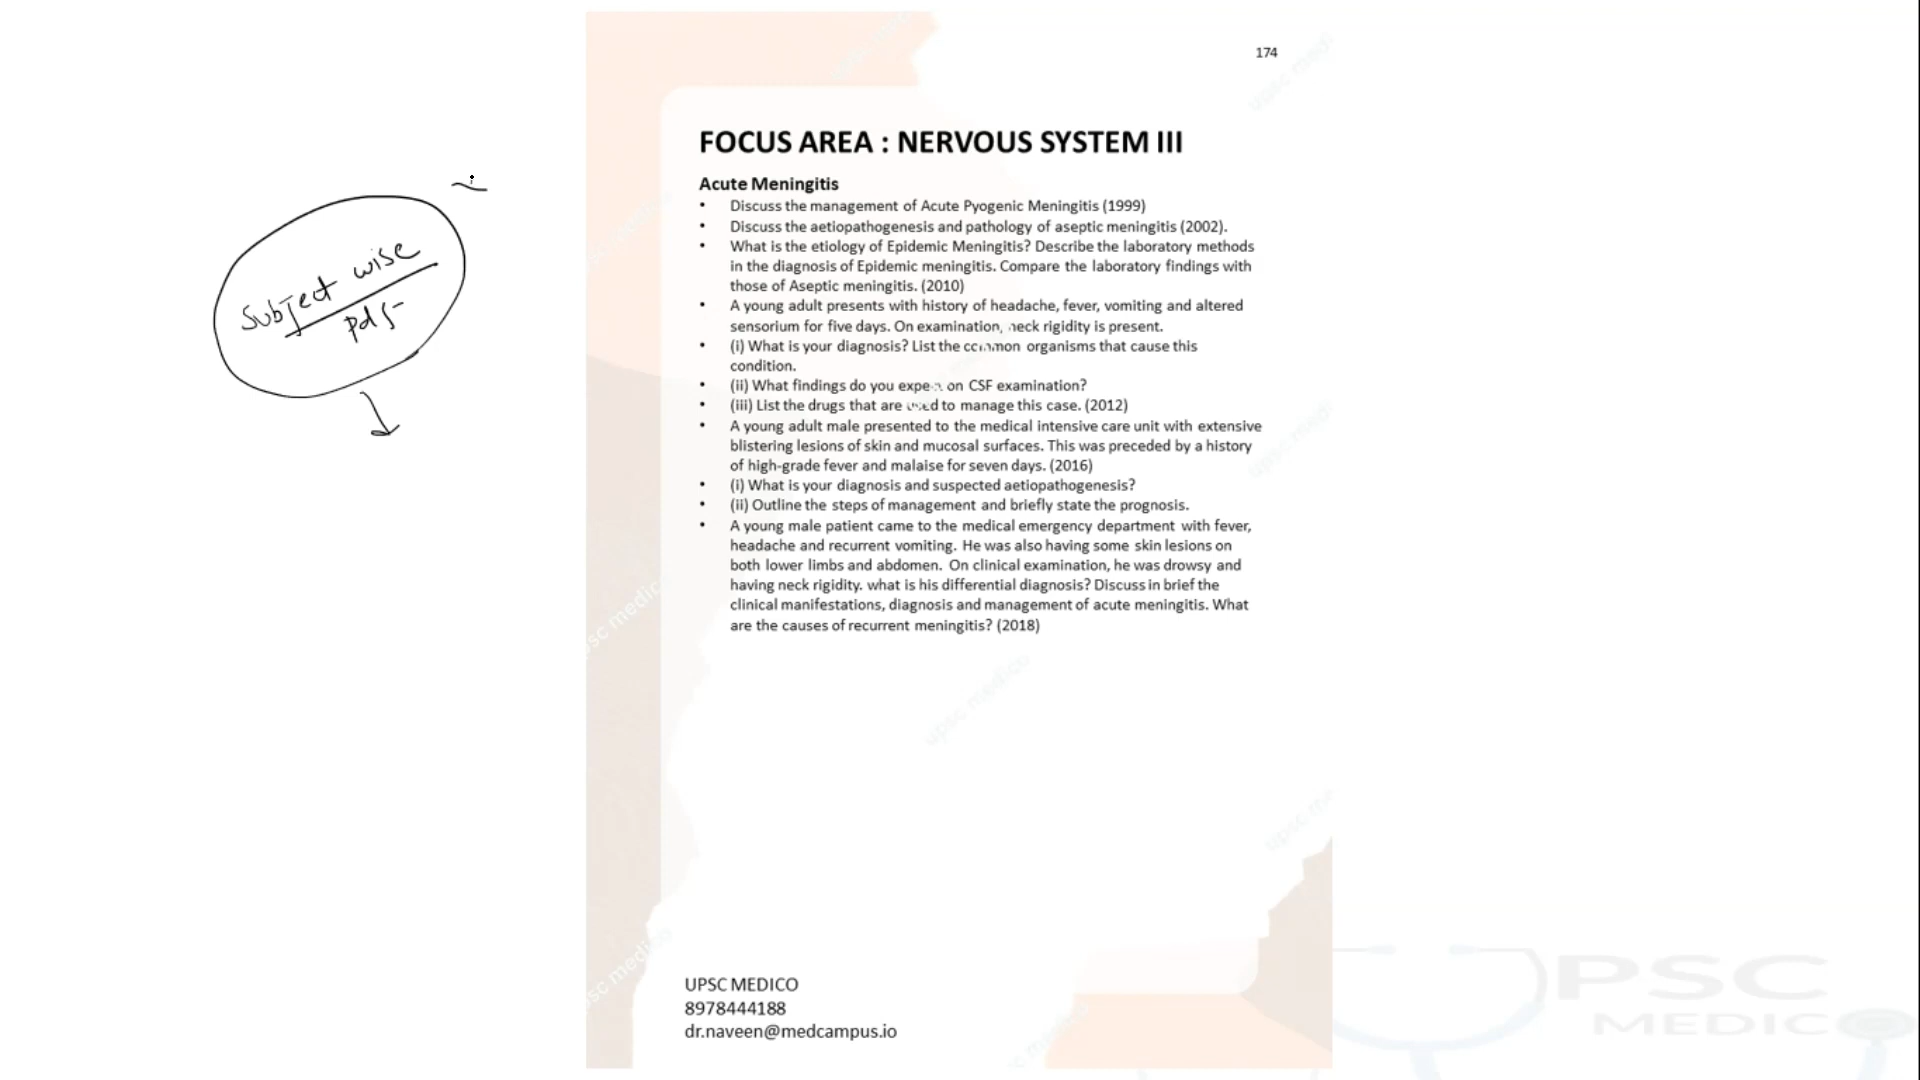 174
FOCUS AREA : NERVOUS SYSTEM III
Acute Meningitis
• Discuss the management of Acute Pyogenic Meningitis (1999)
• Discuss the aetiopathogenesis and pathology of aseptic meningitis (2002).
• What is the etiology of Epidemic Meningitis? Describe the laboratory methods
in the diagnosis of Epidemic meningitis. Compare the laboratory findings with
those of Aseptic meningitis. (2010)
• A young adult presents with history of headache, fever, vomiting and altered
sensorium for five days. On examination, neck rigidity is present.
• (i) What is your diagnosis? List the common organisms that cause this
condition.
• (ii) What findings do you expect on CSF examination?
• (iii) List the drugs that are used to manage this case. (2012)
• A young adult male presented to the medical intensive care unit with extensive
blistering lesions of skin and mucosal surfaces. This was preceded by a history
of high-grade fever and malaise for seven days. (2016)
• (i) What is your diagnosis and suspected aetiopathogenesis?
• (ii) Outline the steps of management and briefly state the prognosis.
• A young male patient came to the medical emergency department with fever,
headache and recurrent vomiting. He was also having some skin lesions on
both lower limbs and abdomen. On clinical examination, he was drowsy and
having neck rigidity. what is his differential diagnosis? Discuss in brief the
clinical manifestations, diagnosis and management of acute meningitis. What
are the causes of recurrent meningitis? (2018)
UPSC MEDICO
8978444188
dr.naveen@medcampus.io
Subject wise
pdf
upsc medico
upsc medico
upsc medico
PSC
MEDIC